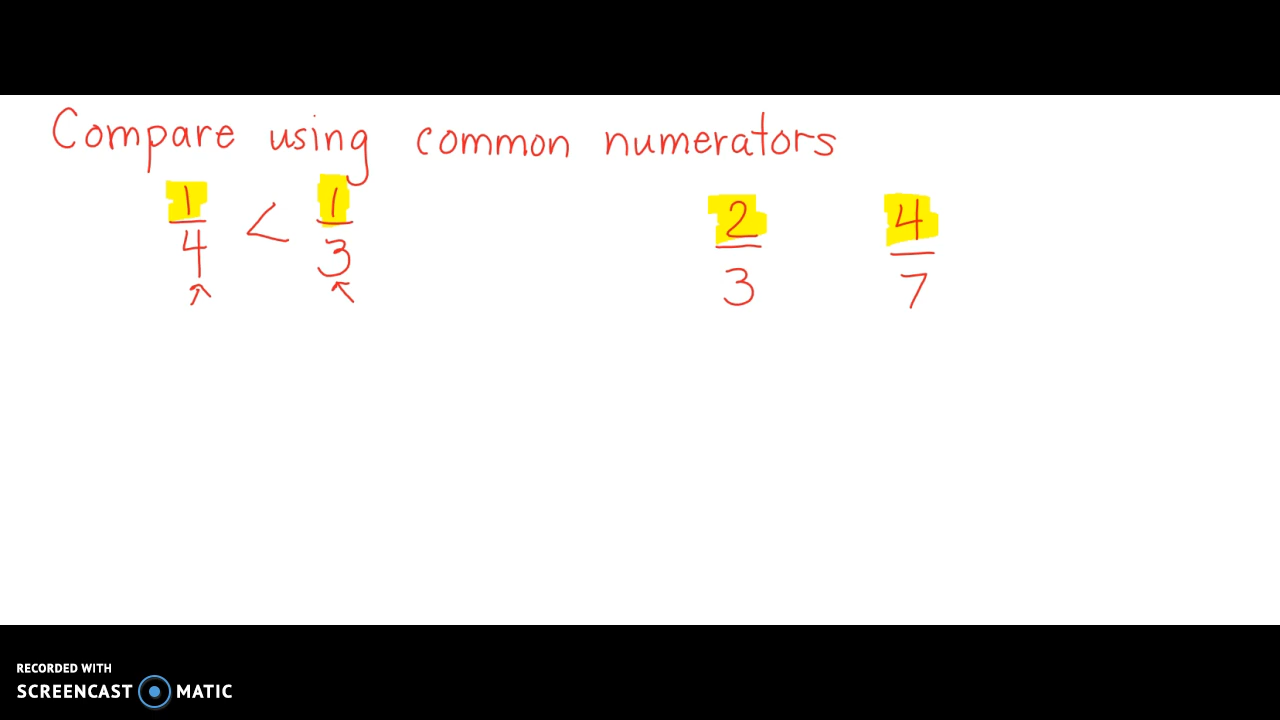 Compare using common numerators
1/4 < 1/3
2/3 4/7
RECORDED WITH
SCREENCAST MATIC